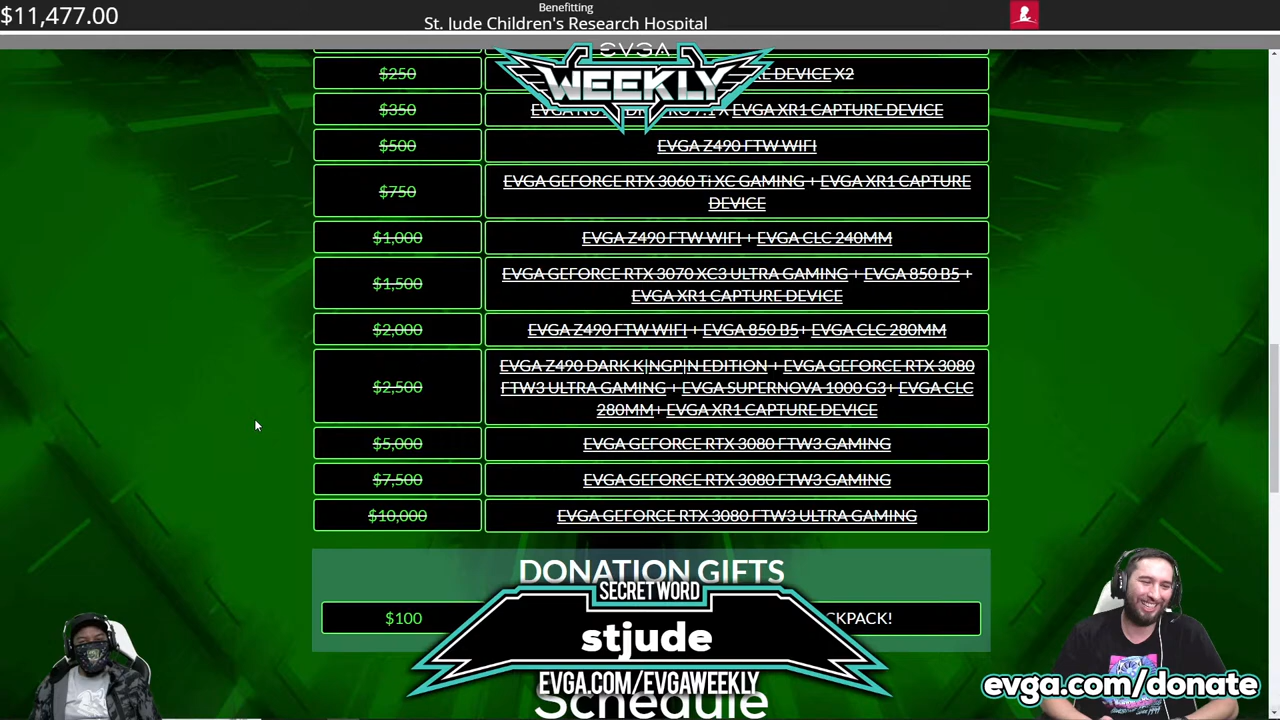 $11,477.00
Benefitting
St. Jude Children's Research Hospital
EVGA
WEEKLY
$250
DEVICE X2
$350
7.1 X EVGA XR1 CAPTURE DEVICE
$500
EVGA Z490 FTW WIFI
$750
EVGA GEFORCE RTX 3060 Ti XC GAMING + EVGA XR1 CAPTURE
DEVICE
$1,000
EVGA Z490 FTW WIFI + EVGA CLC 240MM
$1,500
EVGA GEFORCE RTX 3070 XC3 ULTRA GAMING + EVGA 850 B5 +
EVGA XR1 CAPTURE DEVICE
$2,000
EVGA Z490 FTW WIFI + EVGA 850 B5+ EVGA CLC 280MM
$2,500
EVGA Z490 DARK K|NGP|N EDITION + EVGA GEFORCE RTX 3080
FTW3 ULTRA GAMING + EVGA SUPERNOVA 1000 G3+ EVGA CLC
280MM+ EVGA XR1 CAPTURE DEVICE
$5,000
EVGA GEFORCE RTX 3080 FTW3 GAMING
$7,500
EVGA GEFORCE RTX 3080 FTW3 GAMING
$10,000
EVGA GEFORCE RTX 3080 FTW3 ULTRA GAMING
DONATION GIFTS
$100
CKPACK!
SECRET WORD
stjude
EVGA.COM/EVGAWEEKLY
Schedule
evga.com/donate